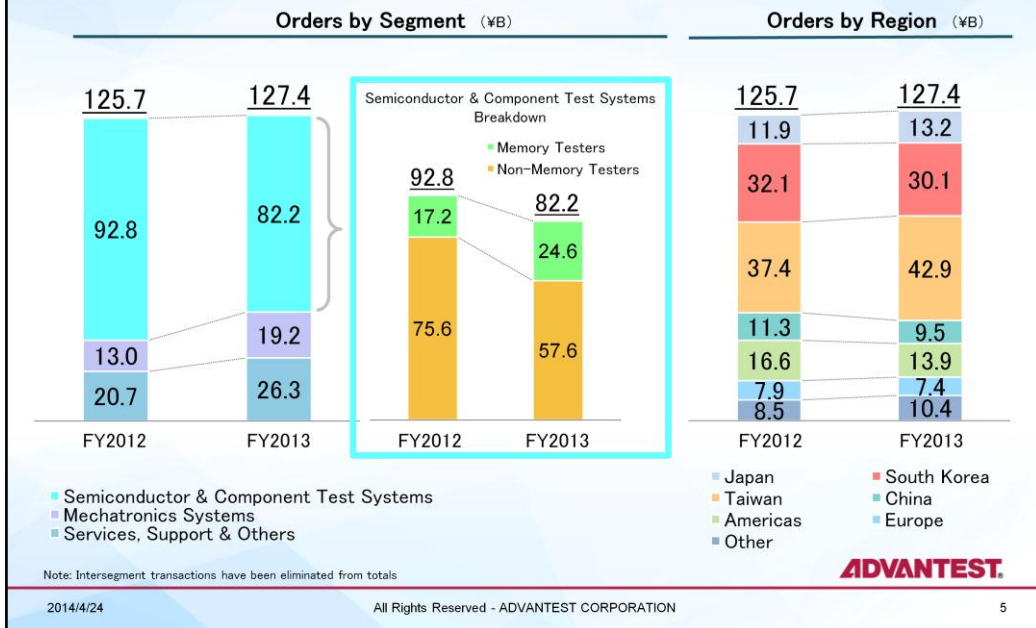 Orders by Segment (¥B)
125.7
127.4
92.8
82.2
13.0
19.2
20.7
26.3
FY2012
FY2013
Semiconductor & Component Test Systems
Mechatronics Systems
Services, Support & Others
Semiconductor & Component Test Systems
Breakdown
Memory Testers
Non-Memory Testers
92.8
82.2
17.2
24.6
75.6
57.6
FY2012
FY2013
Orders by Region (¥B)
125.7
127.4
11.9
13.2
32.1
30.1
37.4
42.9
11.3
9.5
16.6
13.9
7.9
7.4
8.5
10.4
FY2012
FY2013
Japan
South Korea
Taiwan
China
Americas
Europe
Other
Note: Intersegment transactions have been eliminated from totals
ADVANTEST.
2014/4/24
All Rights Reserved - ADVANTEST CORPORATION
5